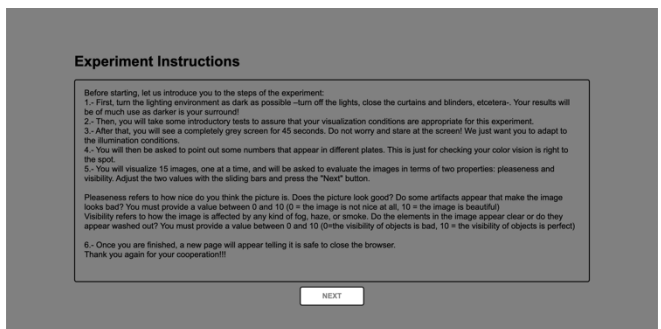 Experiment Instructions
Before starting, let us introduce you to the steps of the experiment:
1.- First, turn the lighting environment as dark as possible –turn off the lights, close the curtains and blinders, etcetera-. Your results will
be of much use as darker is your surround!
2.- Then, you will take some introductory tests to assure that your visualization conditions are appropriate for this experiment.
3.- After that, you will see a completely grey screen for 45 seconds. Do not worry and stare at the screen! We just want you to adapt to
the illumination conditions.
4.- You will then be asked to point out some numbers that appear in different plates. This is just for checking your color vision is right to
the spot.
5.- You will visualize 15 images, one at a time, and will be asked to evaluate the images in terms of two properties: pleaseness and
visibility. Adjust the two values with the sliding bars and press the "Next" button.
Pleaseness refers to how nice do you think the picture is. Does the picture look good? Do some artifacts appear that make the image
looks bad? You must provide a value between 0 and 10 (0 = the image is not nice at all, 10 = the image is beautiful)
Visibility refers to how the image is affected by any kind of fog, haze, or smoke. Do the elements in the image appear clear or do they
appear washed out? You must provide a value between 0 and 10 (0=the visibility of objects is bad, 10 = the visibility of objects is perfect)
6.- Once you are finished, a new page will appear telling it is safe to close the browser.
Thank you again for your cooperation!!!
NEXT